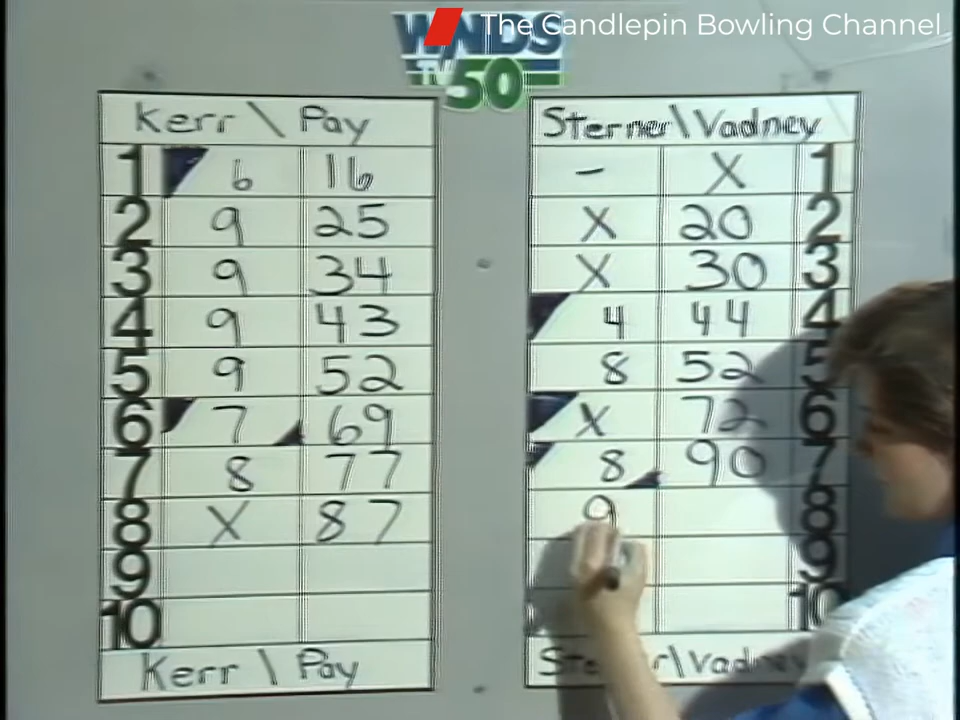 The Candlepin Bowling Channel
WNDS
TV 50
Kerr \ Pay
1 6 16
2 9 25
3 9 34
4 9 43
5 9 52
6 7 69
7 8 77
8 X 87
9
10
Kerr \ Pay
Sterner \ Vadney
- X 1
X 20 2
X 30 3
4 44 4
8 52 5
X 72 6
8 90 7
9 8
9
10
Ste r \ Vadney